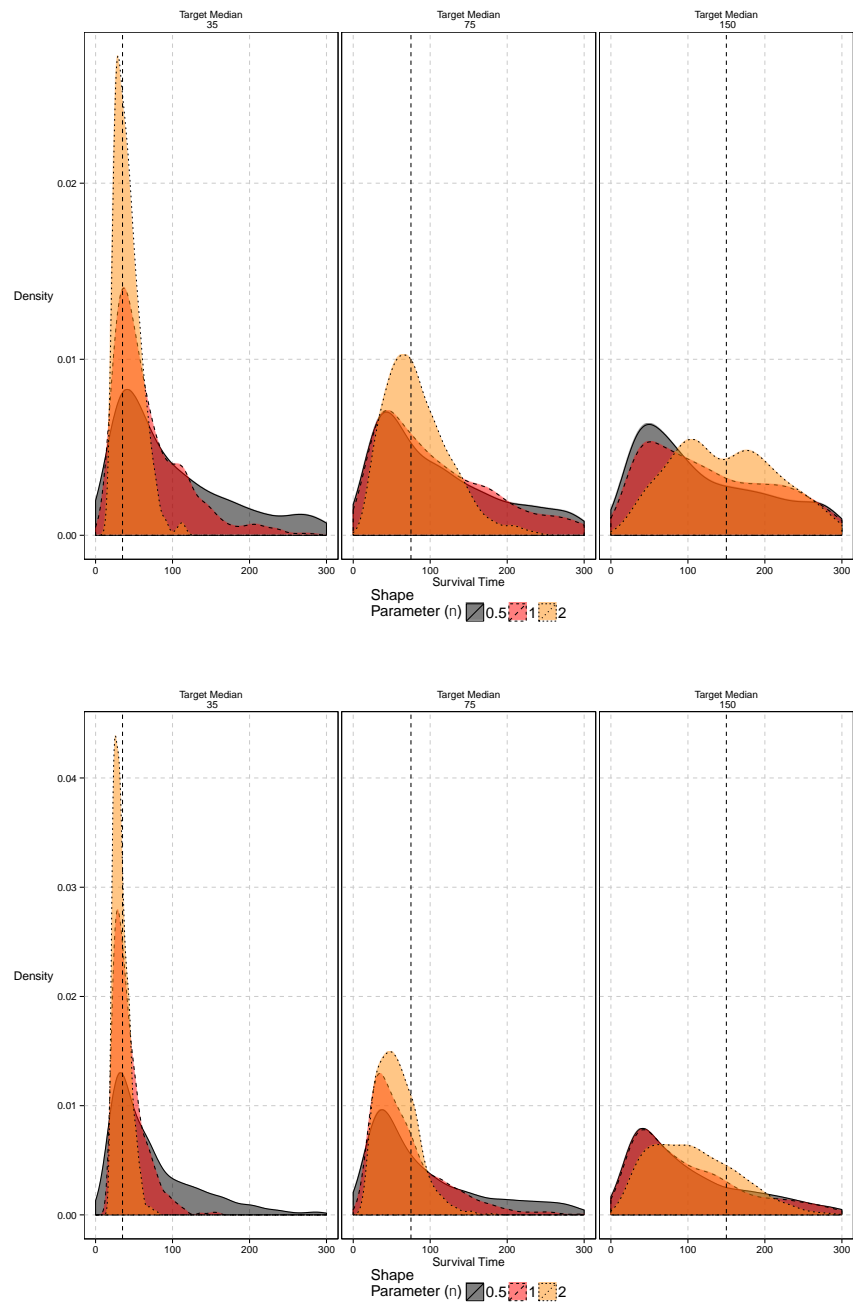 Target Median Target Median Target Median
35 75 150
0.02
Density
0.01
0.00
0 100 200 300 0 100 200 300 0 100 200 300
Survival Time
Shape
Parameter (n) 0.5 1 2
Target Median Target Median Target Median
35 75 150
0.04
0.03
Density
0.02
0.01
0.00
0 100 200 300 0 100 200 300 0 100 200 300
Survival Time
Shape
Parameter (n) 0.5 1 2